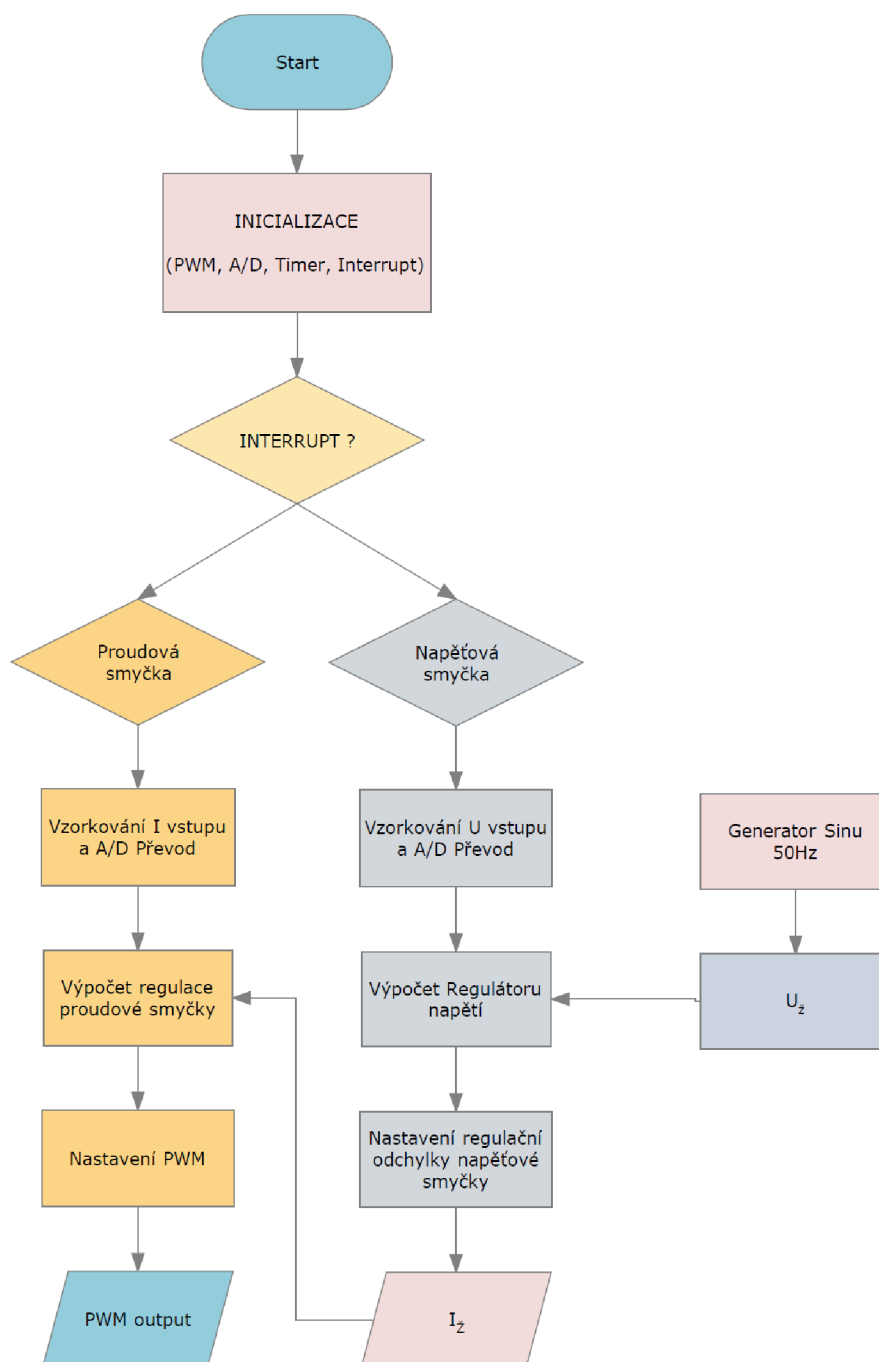 Start
INICIALIZACE
(PWM, A/D, Timer, Interrupt)
INTERRUPT ?
Proudová
smyčka
Napěťová
smyčka
Vzorkování I vstupu
a A/D Převod
Vzorkování U vstupu
a A/D Převod
Generator Sinu
50Hz
Výpočet regulace
proudové smyčky
Výpočet Regulátoru
napětí
Už
Nastavení PWM
Nastavení regulační
odchylky napěťové
smyčky
PWM output
IŽ